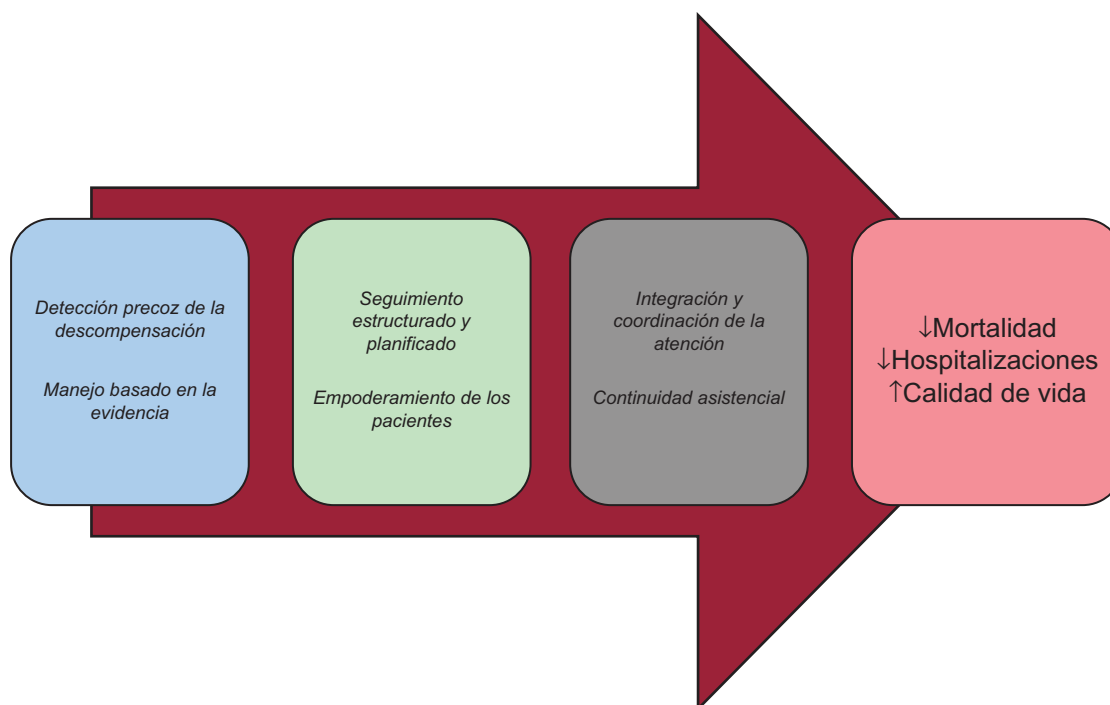 Detección precoz de la
descompensación
Manejo basado en la
evidencia
Seguimiento
estructurado y
planificado
Empoderamiento de los
pacientes
Integración y
coordinación de la
atención
Continuidad asistencial
↓Mortalidad
↓Hospitalizaciones
↑Calidad de vida